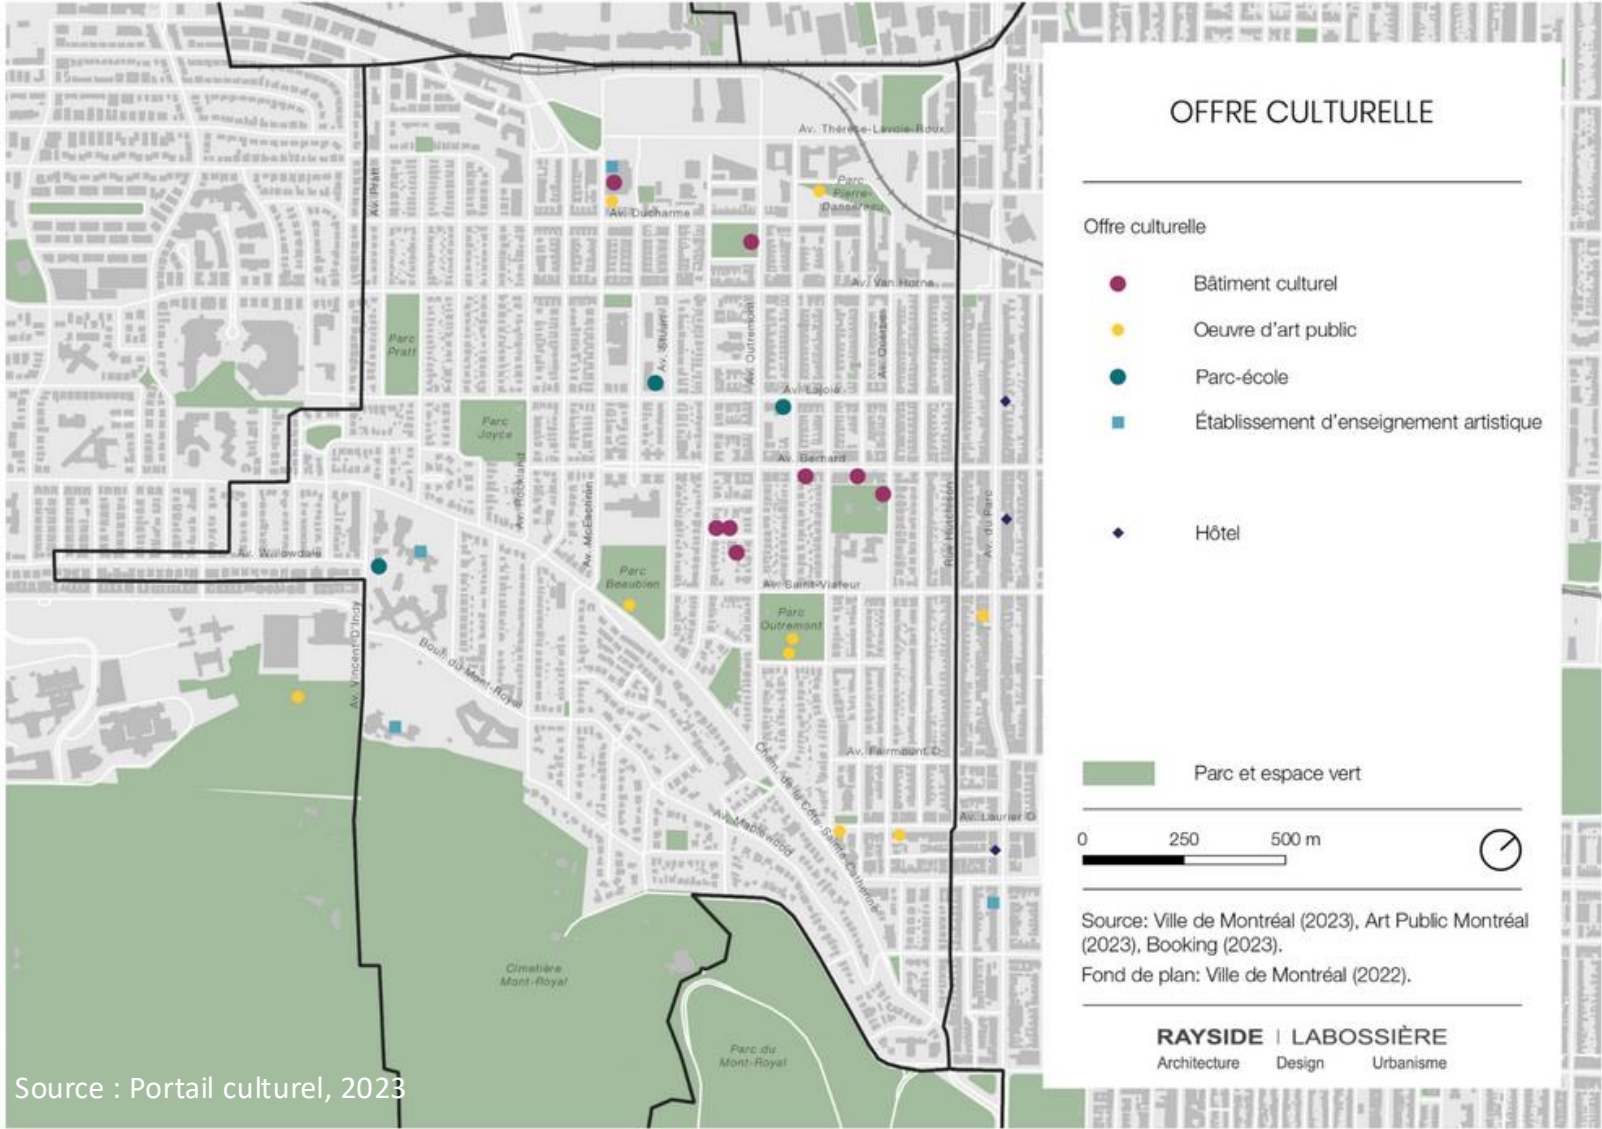 OFFRE CULTURELLE
Offre culturelle
Bâtiment culturel
Oeuvre d'art public
Parc-école
Établissement d'enseignement artistique
Hôtel
Parc et espace vert
0 250 500 m
Source: Ville de Montréal (2023), Art Public Montréal
(2023), Booking (2023).
Fond de plan: Ville de Montréal (2022).
RAYSIDE | LABOSSIÈRE
Architecture Design Urbanisme
Av. Thérèse-Lavoie-Roux
Av. Pratt
Parc
Pierre-
Dansereau
Av. Ducharme
Av. Van Horne
Parc
Pratt
Av. Stuart
Av. Outremont
Av. Querbes
Av. Lajoie
Parc
Joyce
Av. Bernard
Av. Rockland
Av. McEachran
Rue Hutchison
Av. du Parc
Av. Willowdale
Parc
Beaubien
Av. Saint-Viateur
Parc
Outremont
Av. Vincent-D'Indy
Boul. du Mont-Royal
Av. Fairmount O
Chem. de la Côte-Sainte-Catherine
Av. Maplewood
Av. Laurier O
Cimetière
Mont-Royal
Parc du
Mont-Royal
Source : Portail culturel, 2023